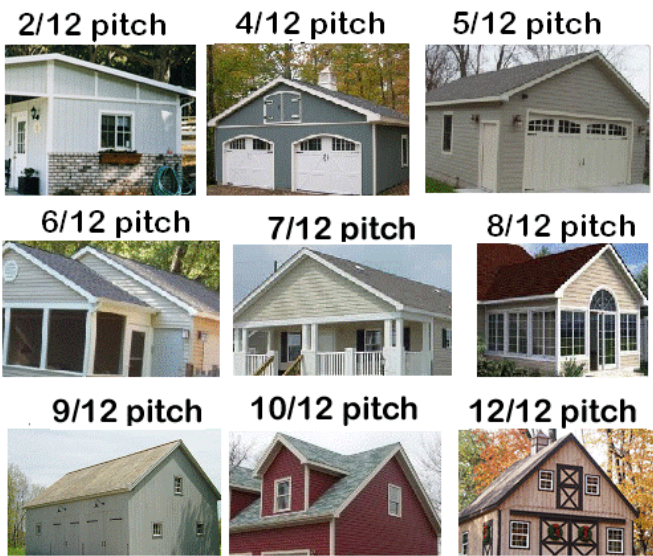 2/12 pitch
4/12 pitch
5/12 pitch
6/12 pitch
7/12 pitch
8/12 pitch
9/12 pitch
10/12 pitch
12/12 pitch